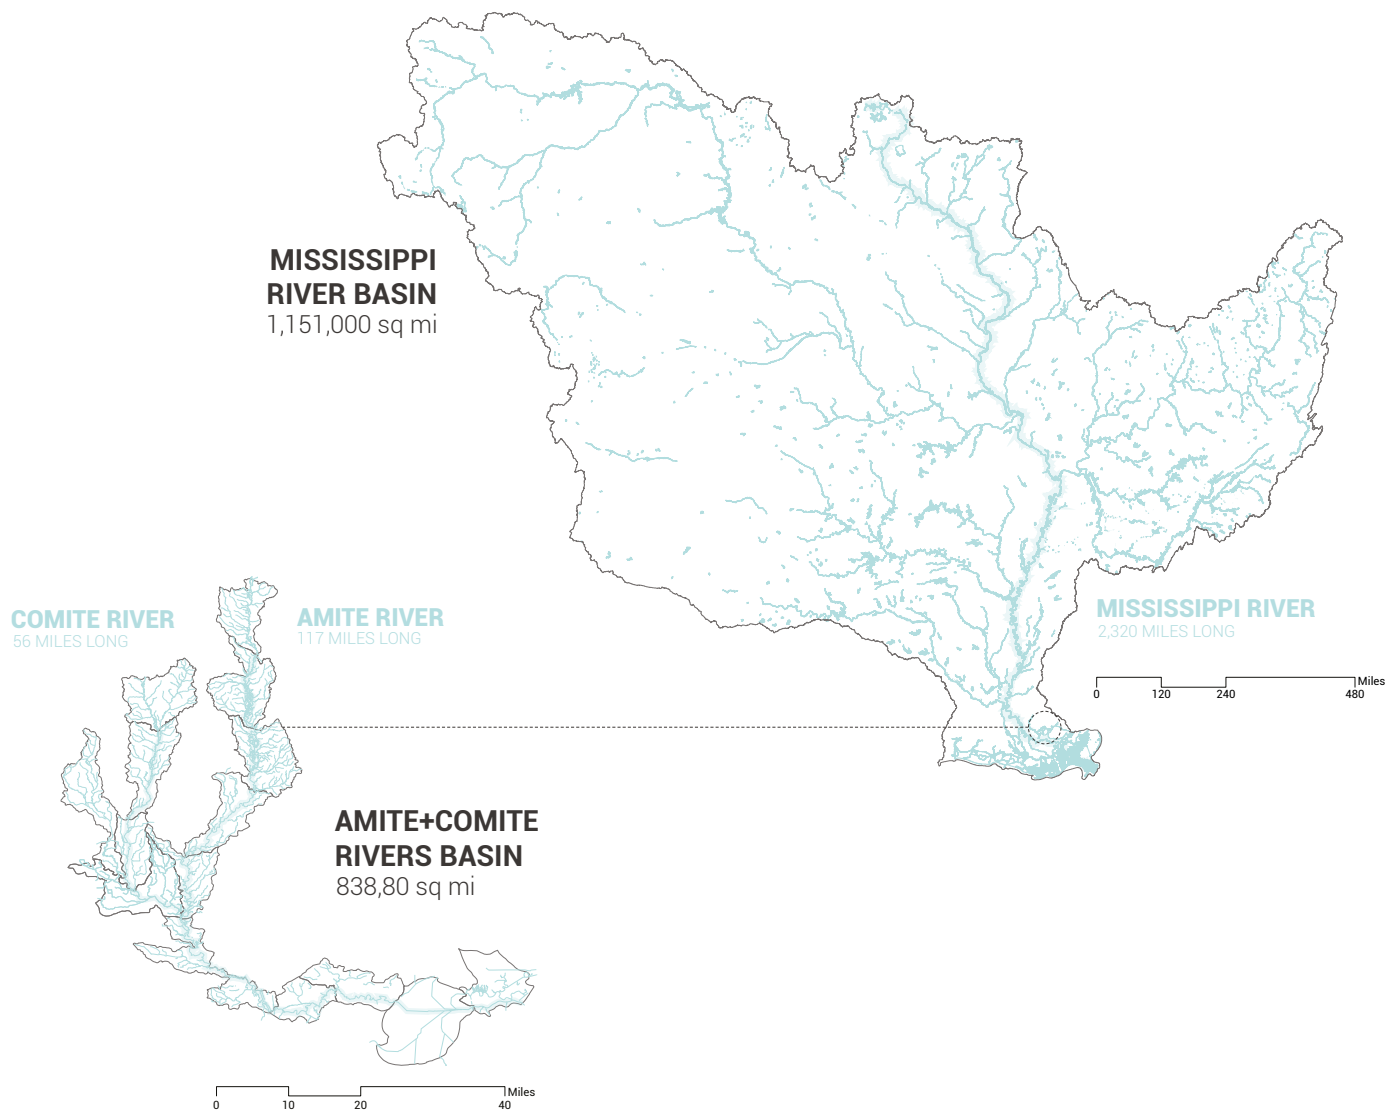 MISSISSIPPI
RIVER BASIN
1,151,000 sq mi
COMITE RIVER
56 MILES LONG
AMITE RIVER
117 MILES LONG
MISSISSIPPI RIVER
2,320 MILES LONG
Miles
0 120 240 480
AMITE+COMITE
RIVERS BASIN
838,80 sq mi
Miles
0 10 20 40